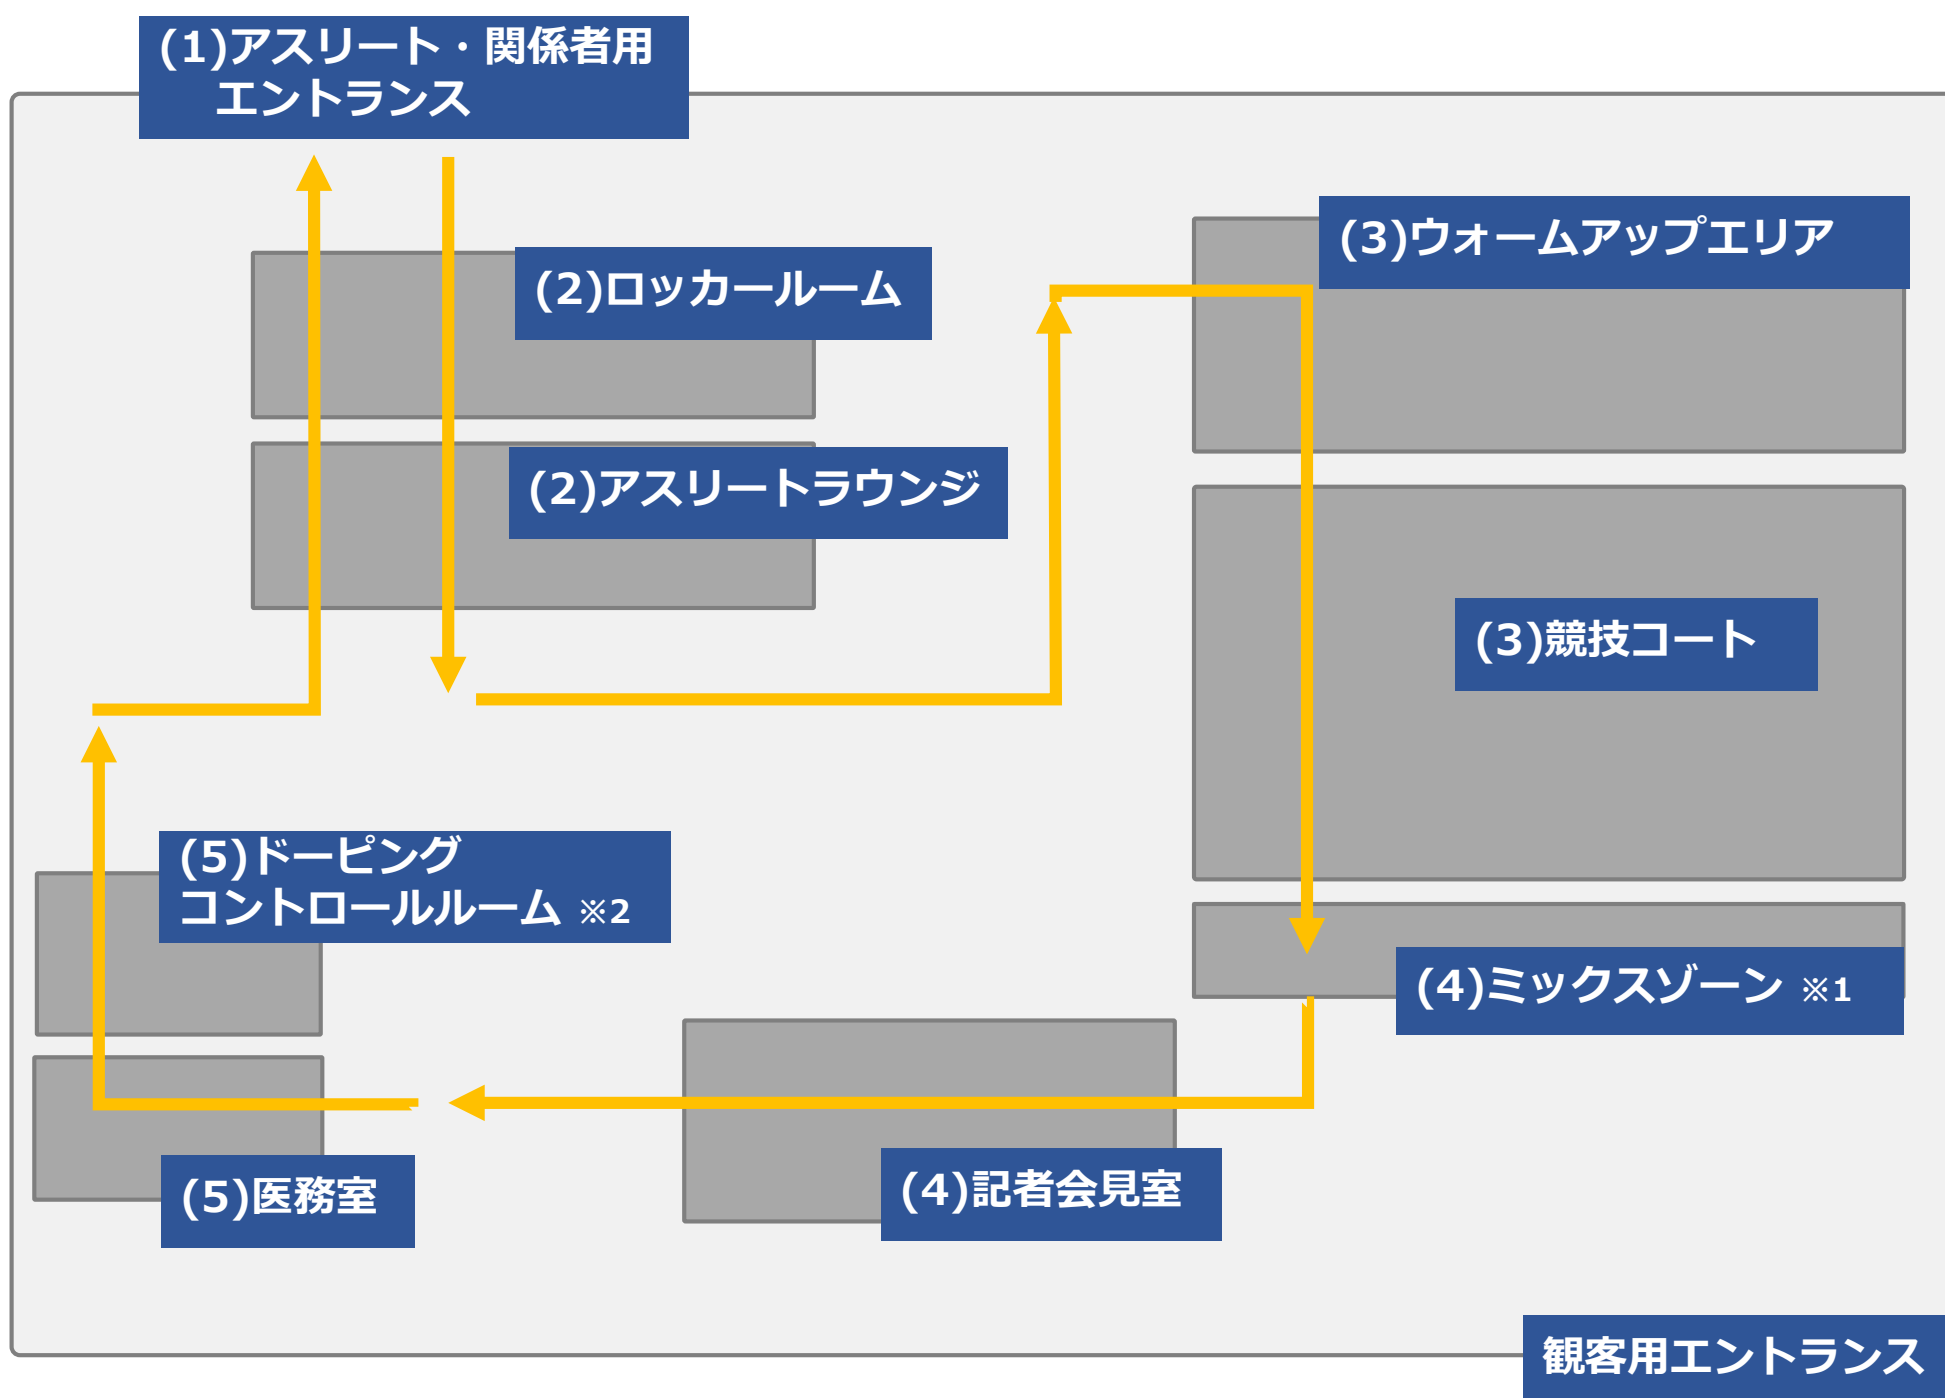 (1)アスリート・関係者用
エントランス
(2)ロッカールーム
(3)ウォームアップエリア
(2)アスリートラウンジ
(3)競技コート
(5)ドーピング
コントロールルーム ※2
(4)ミックスゾーン ※1
(5)医務室
(4)記者会見室
観客用エントランス